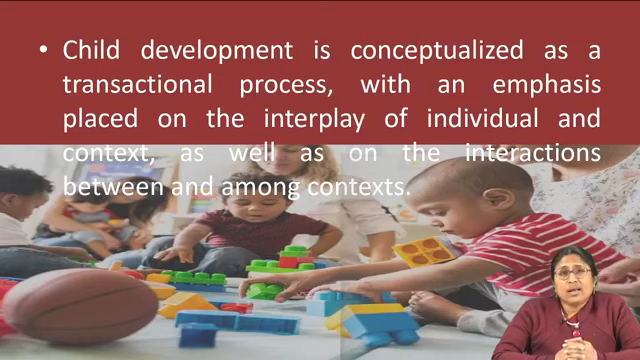 • Child development is conceptualized as a
transactional process, with an emphasis
placed on the interplay of individual and
context, as well as on the interactions
between and among contexts.